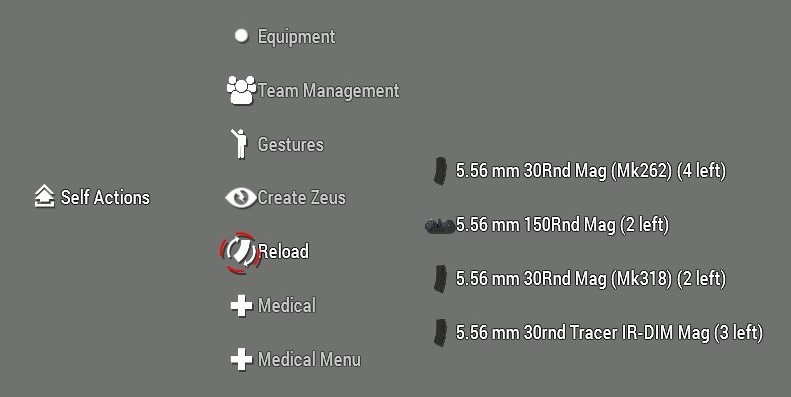 Equipment
Team Management
Gestures
Self Actions
Create Zeus
Reload
Medical
Medical Menu
5.56 mm 30Rnd Mag (Mk262) (4 left)
5.56 mm 150Rnd Mag (2 left)
5.56 mm 30Rnd Mag (Mk318) (2 left)
5.56 mm 30rnd Tracer IR-DIM Mag (3 left)